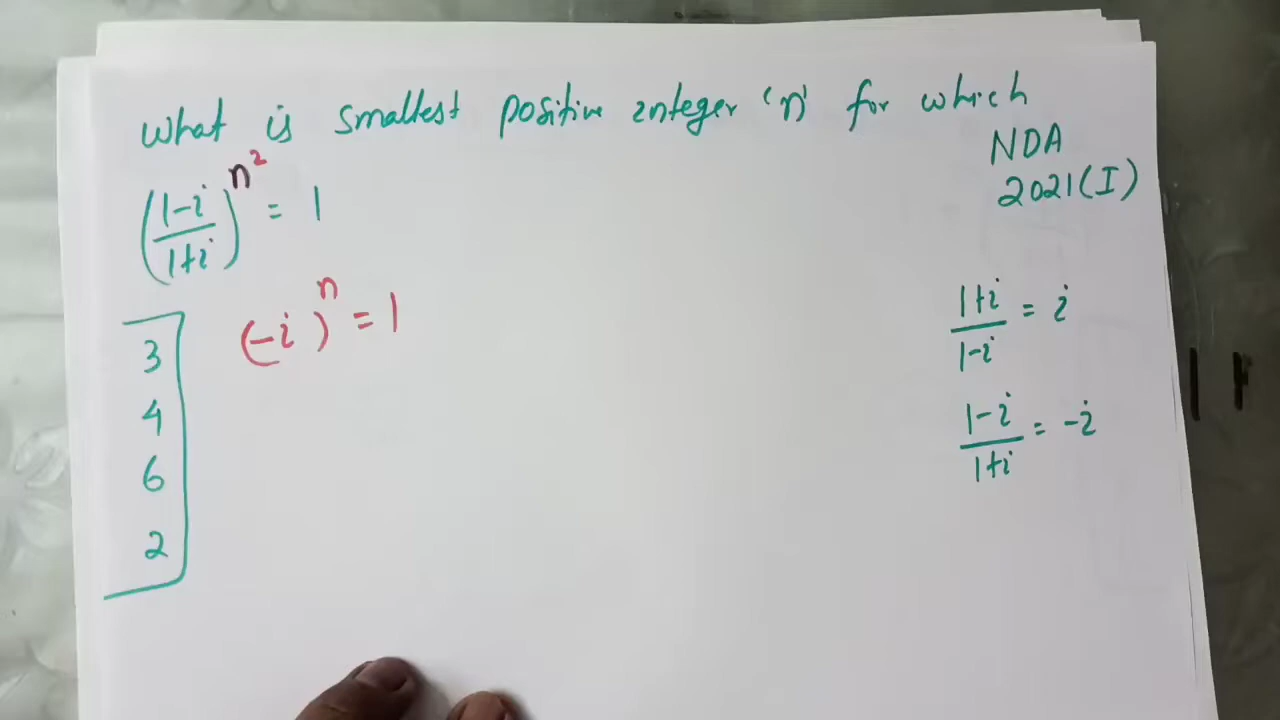 What is smallest positive integer 'n' for which
NDA
2021(I)
((1-i)/(1+i))^n^2 = 1
(-i)^n = 1
3
4
6
2
(1+i)/(1-i) = i
(1-i)/(1+i) = -i